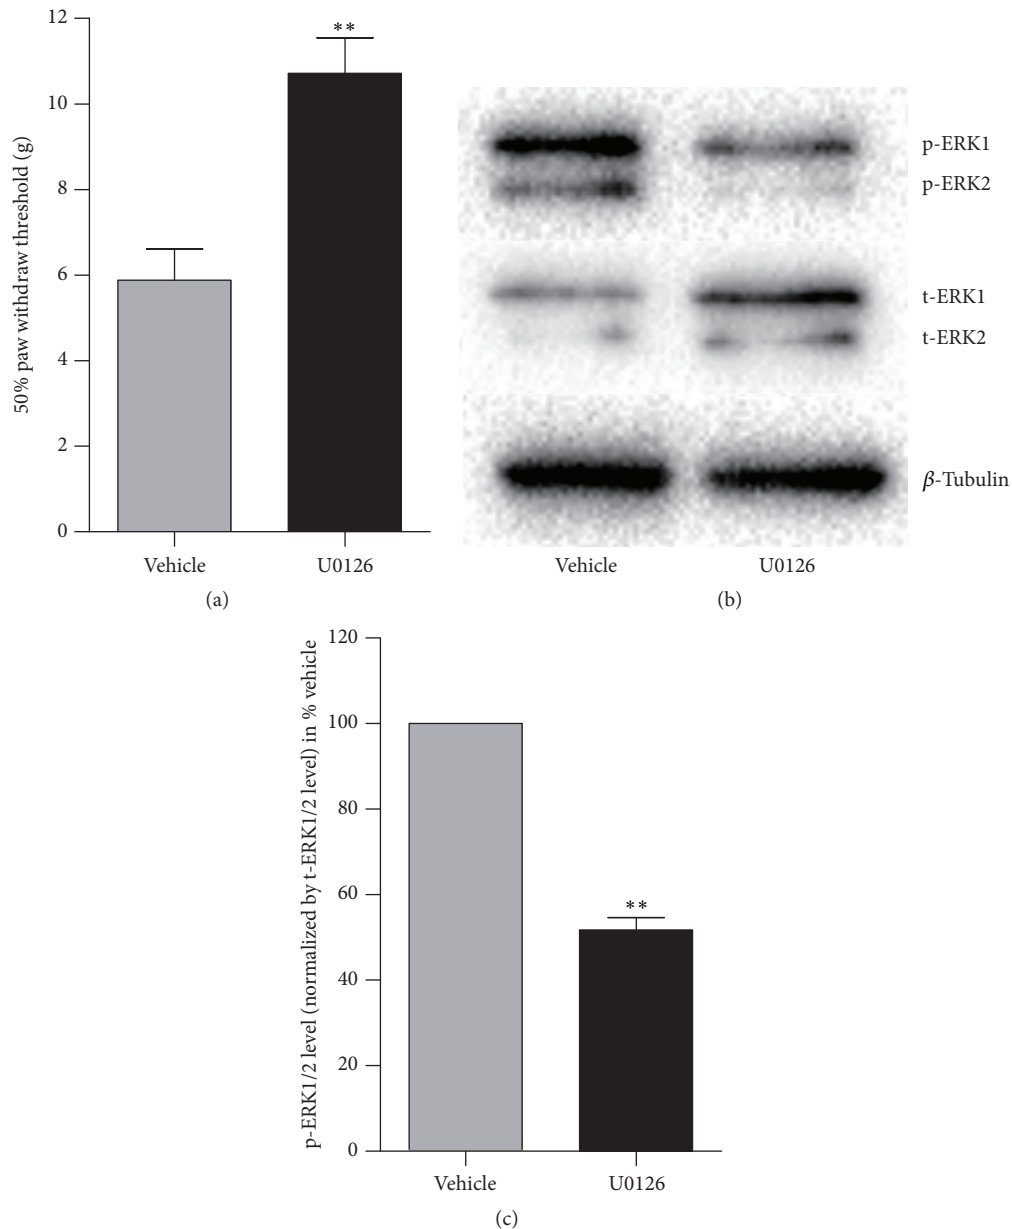 50% paw withdraw threshold (g)
12
10
8
6
4
2
0
**
Vehicle
U0126
(a)
p-ERK1
p-ERK2
t-ERK1
t-ERK2
β-Tubulin
Vehicle
U0126
(b)
p-ERK1/2 level (normalized by t-ERK1/2 level) in % vehicle
120
100
80
60
40
20
0
**
Vehicle
U0126
(c)